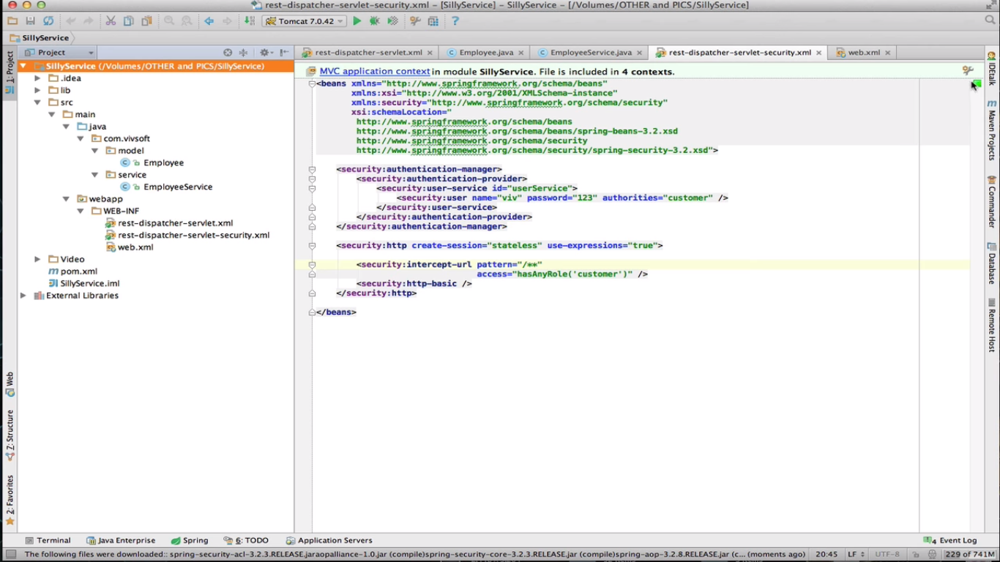 rest-dispatcher-servlet-security.xml – [SillyService] – SillyService – [/Volumes/OTHER and PICS/SillyService]
Tomcat 7.0.42
SillyService
Project
rest-dispatcher-servlet.xml
Employee.java
EmployeeService.java
rest-dispatcher-servlet-security.xml
web.xml
1: Project
SillyService (/Volumes/OTHER and PICS/SillyService)
.idea
lib
src
main
java
com.vivsoft
model
Employee
service
EmployeeService
webapp
WEB-INF
rest-dispatcher-servlet.xml
rest-dispatcher-servlet-security.xml
web.xml
Video
pom.xml
SillyService.iml
External Libraries
Web
7: Structure
2: Favorites
MVC application context in module SillyService. File is included in 4 contexts.
<beans xmlns="http://www.springframework.org/schema/beans"
xmlns:xsi="http://www.w3.org/2001/XMLSchema-instance"
xmlns:security="http://www.springframework.org/schema/security"
xsi:schemaLocation="
http://www.springframework.org/schema/beans
http://www.springframework.org/schema/beans/spring-beans-3.2.xsd
http://www.springframework.org/schema/security
http://www.springframework.org/schema/security/spring-security-3.2.xsd">
<security:authentication-manager>
<security:authentication-provider>
<security:user-service id="userService">
<security:user name="viv" password="123" authorities="customer" />
</security:user-service>
</security:authentication-provider>
</security:authentication-manager>
<security:http create-session="stateless" use-expressions="true">
<security:intercept-url pattern="/**"
access="hasAnyRole('customer')" />
<security:http-basic />
</security:http>
</beans>
IDEtalk
Maven Projects
Commander
Database
Remote Host
Terminal
Java Enterprise
Spring
6: TODO
Application Servers
4 Event Log
The following files were downloaded:: spring-security-acl-3.2.3.RELEASE.jaraopalliance-1.0.jar (compile)spring-security-core-3.2.3.RELEASE.jar (compile)spring-aop-3.2.8.RELEASE.jar (c... (moments ago)
20:45
LF
UTF-8
229 of 741M